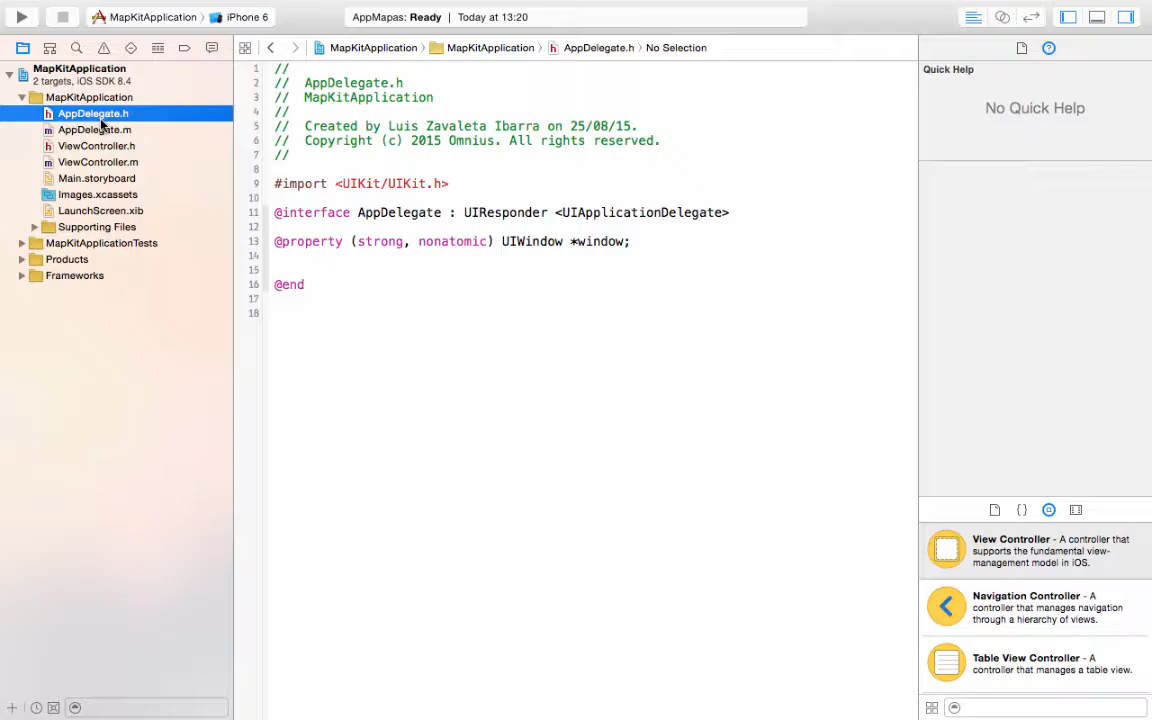 MapKitApplication
iPhone 6
AppMapas: Ready | Today at 13:20
MapKitApplication
MapKitApplication
AppDelegate.h
No Selection
MapKitApplication
2 targets, iOS SDK 8.4
MapKitApplication
AppDelegate.h
AppDelegate.m
ViewController.h
ViewController.m
Main.storyboard
Images.xcassets
LaunchScreen.xib
Supporting Files
MapKitApplicationTests
Products
Frameworks
1 //
2 // AppDelegate.h
3 // MapKitApplication
4 //
5 // Created by Luis Zavaleta Ibarra on 25/08/15.
6 // Copyright (c) 2015 Omnius. All rights reserved.
7 //
8
9 #import <UIKit/UIKit.h>
10
11 @interface AppDelegate : UIResponder <UIApplicationDelegate>
12
13 @property (strong, nonatomic) UIWindow *window;
14
15
16 @end
17
18
Quick Help
No Quick Help
{}
View Controller - A controller that
supports the fundamental view-
management model in iOS.
Navigation Controller - A
controller that manages navigation
through a hierarchy of views.
Table View Controller - A
controller that manages a table view.